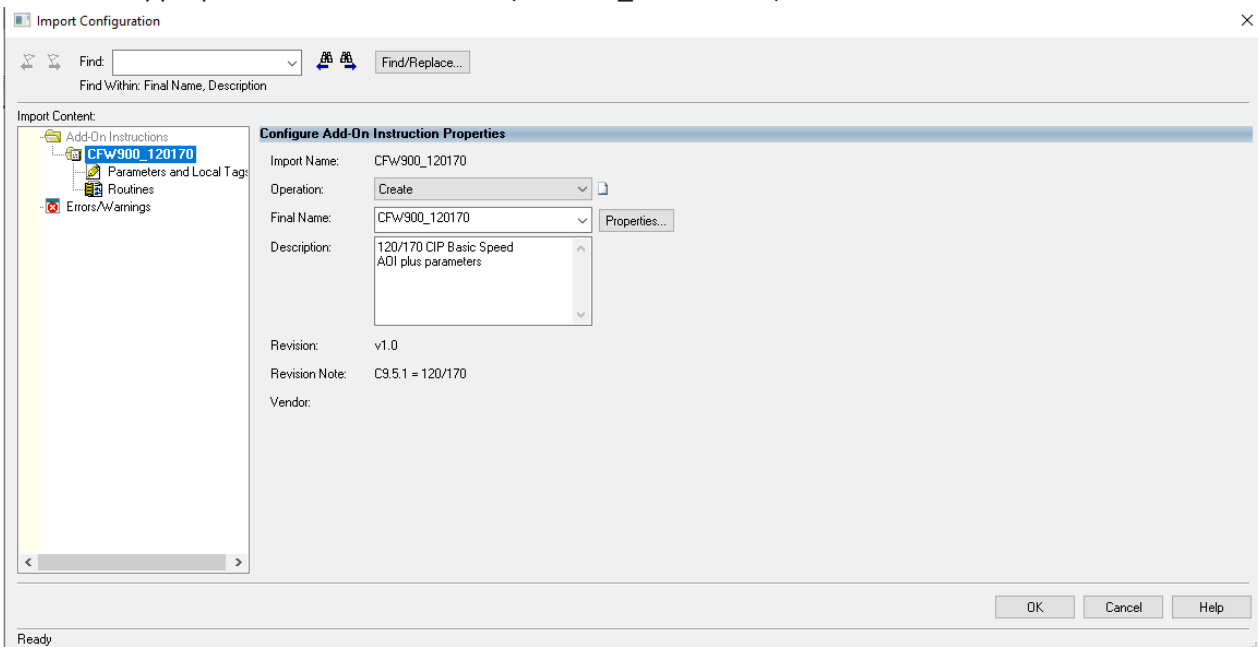 Import Configuration
Find:
Find/Replace...
Find Within: Final Name, Description
Import Content:
Add-On Instructions
CFW900_120170
Parameters and Local Tags
Routines
Errors/Warnings
Configure Add-On Instruction Properties
Import Name: CFW900_120170
Operation: Create
Final Name: CFW900_120170 Properties...
Description: 120/170 CIP Basic Speed
AOI plus parameters
Revision: v1.0
Revision Note: C9.5.1 = 120/170
Vendor:
OK Cancel Help
Ready